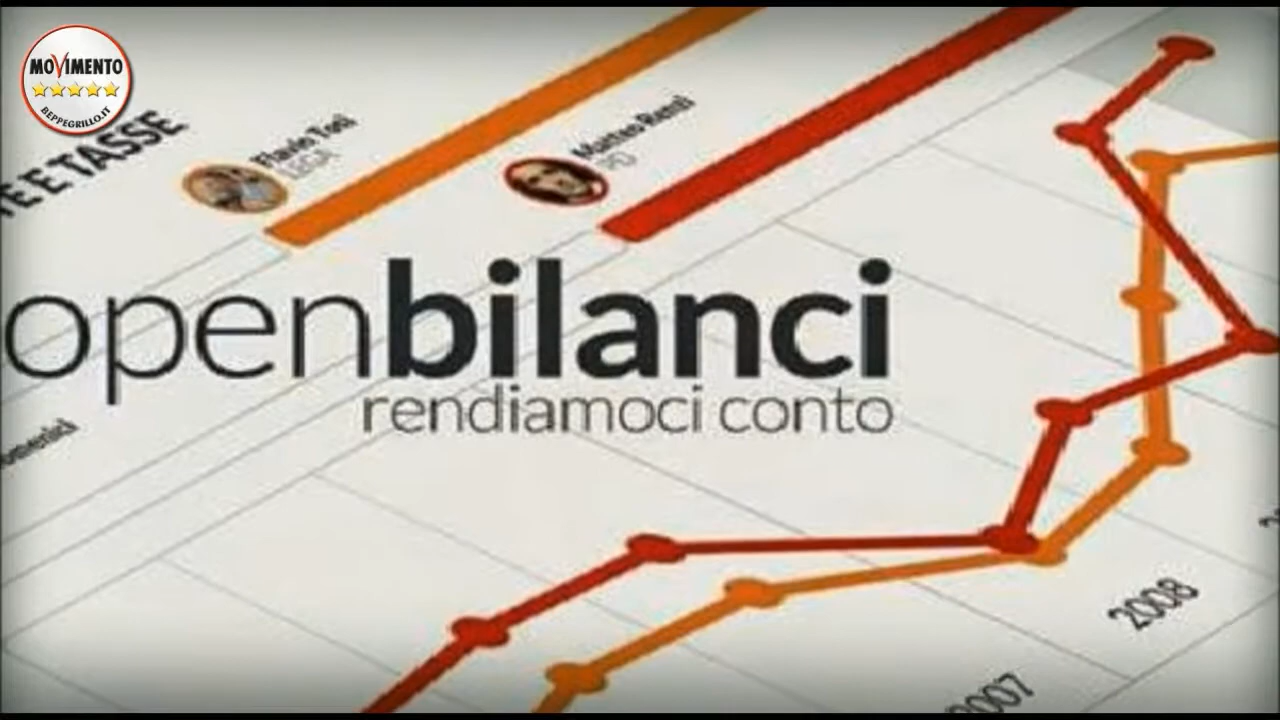 MOVIMENTO
BEPPEGRILLO.IT
E E TASSE
Flavio Tosi
LEGA
Matteo Renzi
PD
openbilanci
rendiamoci conto
2008
2007